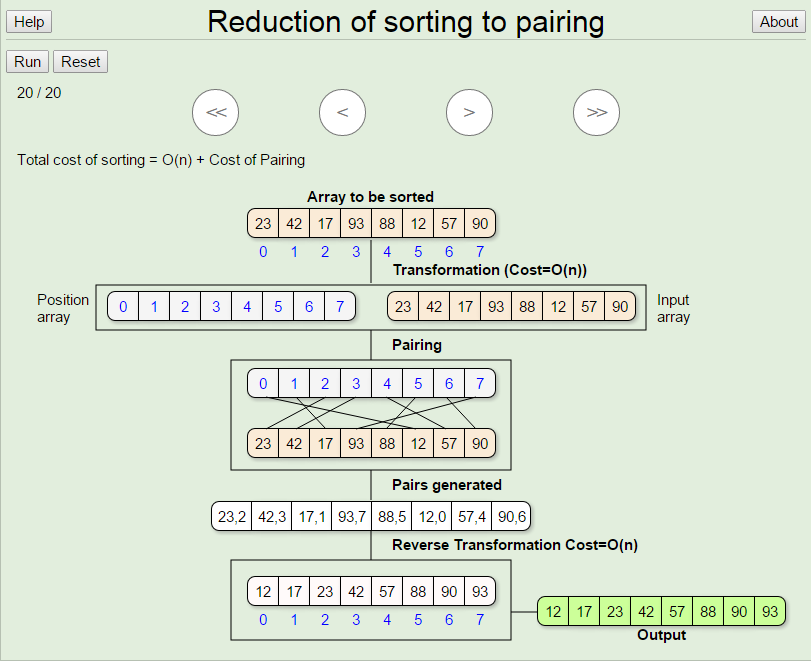 Help Reduction of sorting to pairing About
Run Reset
20 / 20
<< < > >>
Total cost of sorting = O(n) + Cost of Pairing
Array to be sorted
23 42 17 93 88 12 57 90
0 1 2 3 4 5 6 7
Transformation (Cost=O(n))
Position array
0 1 2 3 4 5 6 7
23 42 17 93 88 12 57 90
Input array
Pairing
0 1 2 3 4 5 6 7
23 42 17 93 88 12 57 90
Pairs generated
23,2 42,3 17,1 93,7 88,5 12,0 57,4 90,6
Reverse Transformation Cost=O(n)
12 17 23 42 57 88 90 93
0 1 2 3 4 5 6 7
12 17 23 42 57 88 90 93
Output